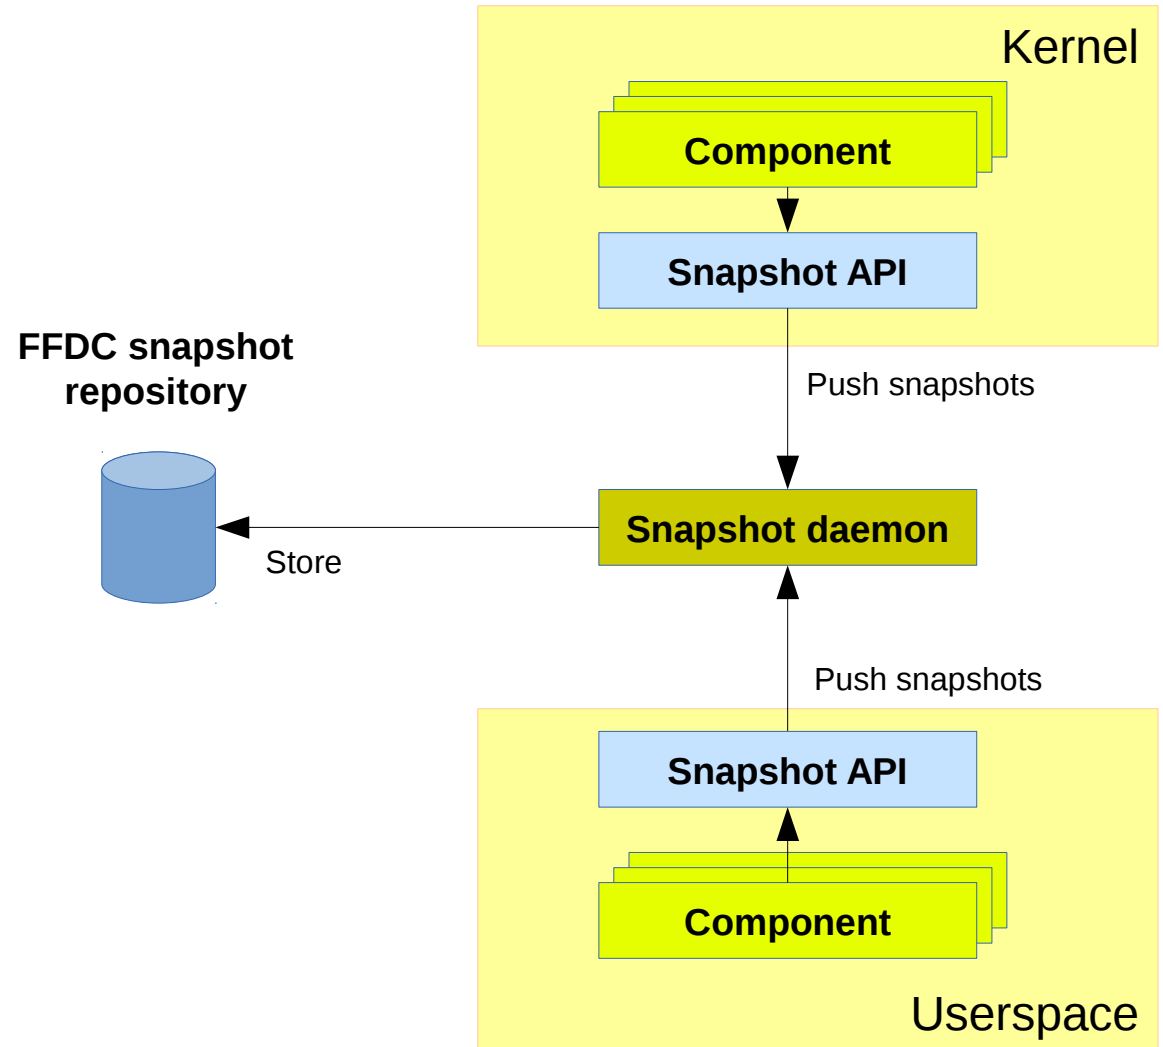 Kernel
Component
Snapshot API
FFDC snapshot
repository
Push snapshots
Snapshot daemon
Store
Push snapshots
Snapshot API
Component
Userspace